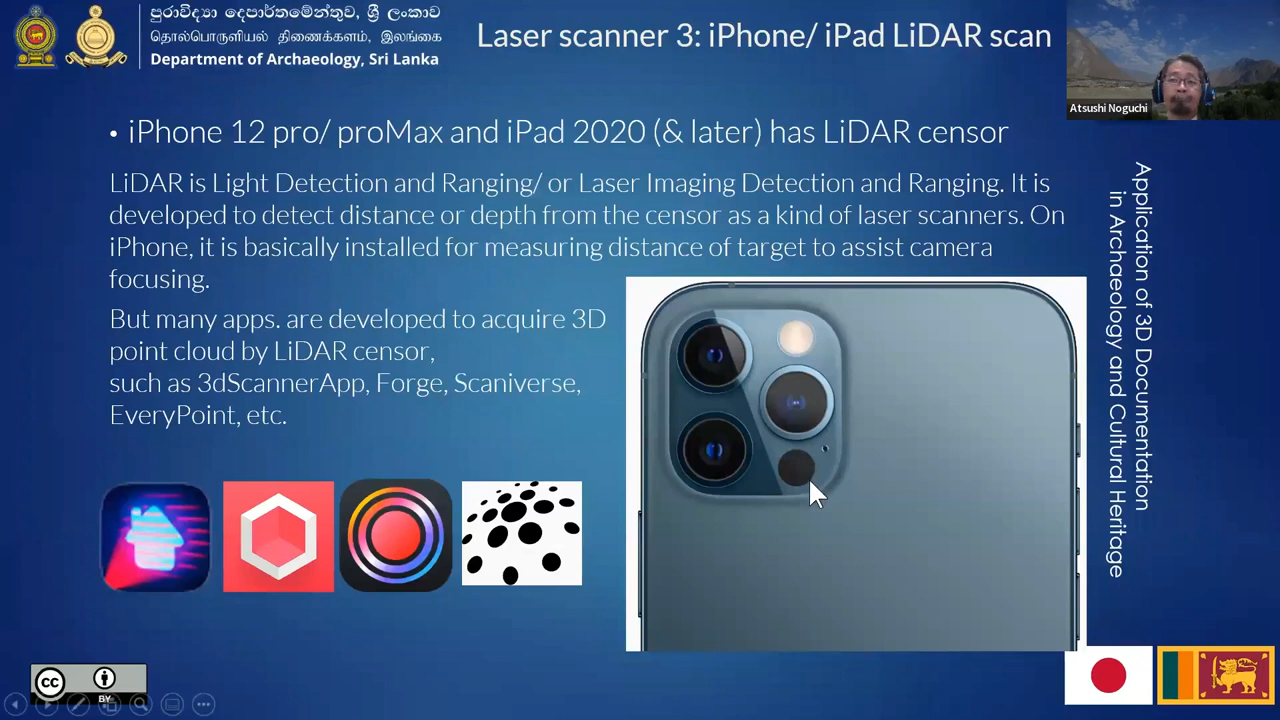 පුරාවිද්‍යා දෙපාර්තමේන්තුව, ශ්‍රී ලංකාව
தொல்பொருளியல் திணைக்களம், இலங்கை
Department of Archaeology, Sri Lanka
Laser scanner 3: iPhone/ iPad LiDAR scan
Atsushi Noguchi
• iPhone 12 pro/ proMax and iPad 2020 (& later) has LiDAR censor
LiDAR is Light Detection and Ranging/ or Laser Imaging Detection and Ranging. It is
developed to detect distance or depth from the censor as a kind of laser scanners. On
iPhone, it is basically installed for measuring distance of target to assist camera
focusing.
But many apps. are developed to acquire 3D
point cloud by LiDAR censor,
such as 3dScannerApp, Forge, Scaniverse,
EveryPoint, etc.
Application of 3D Documentation
in Archaeology and Cultural Heritage
cc
BY